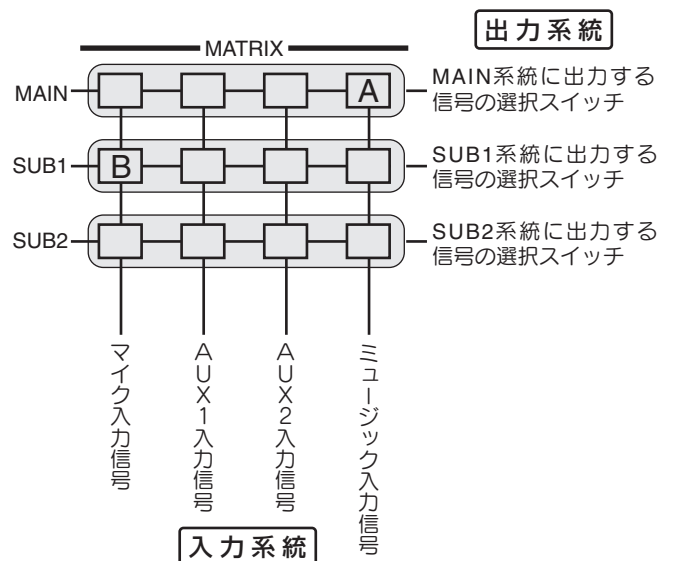 出力系統
MATRIX
MAIN
A
MAIN系統に出力する
信号の選択スイッチ
SUB1
B
SUB1系統に出力する
信号の選択スイッチ
SUB2
SUB2系統に出力する
信号の選択スイッチ
マイク入力信号
AUX1入力信号
AUX2入力信号
ミュージック入力信号
入力系統